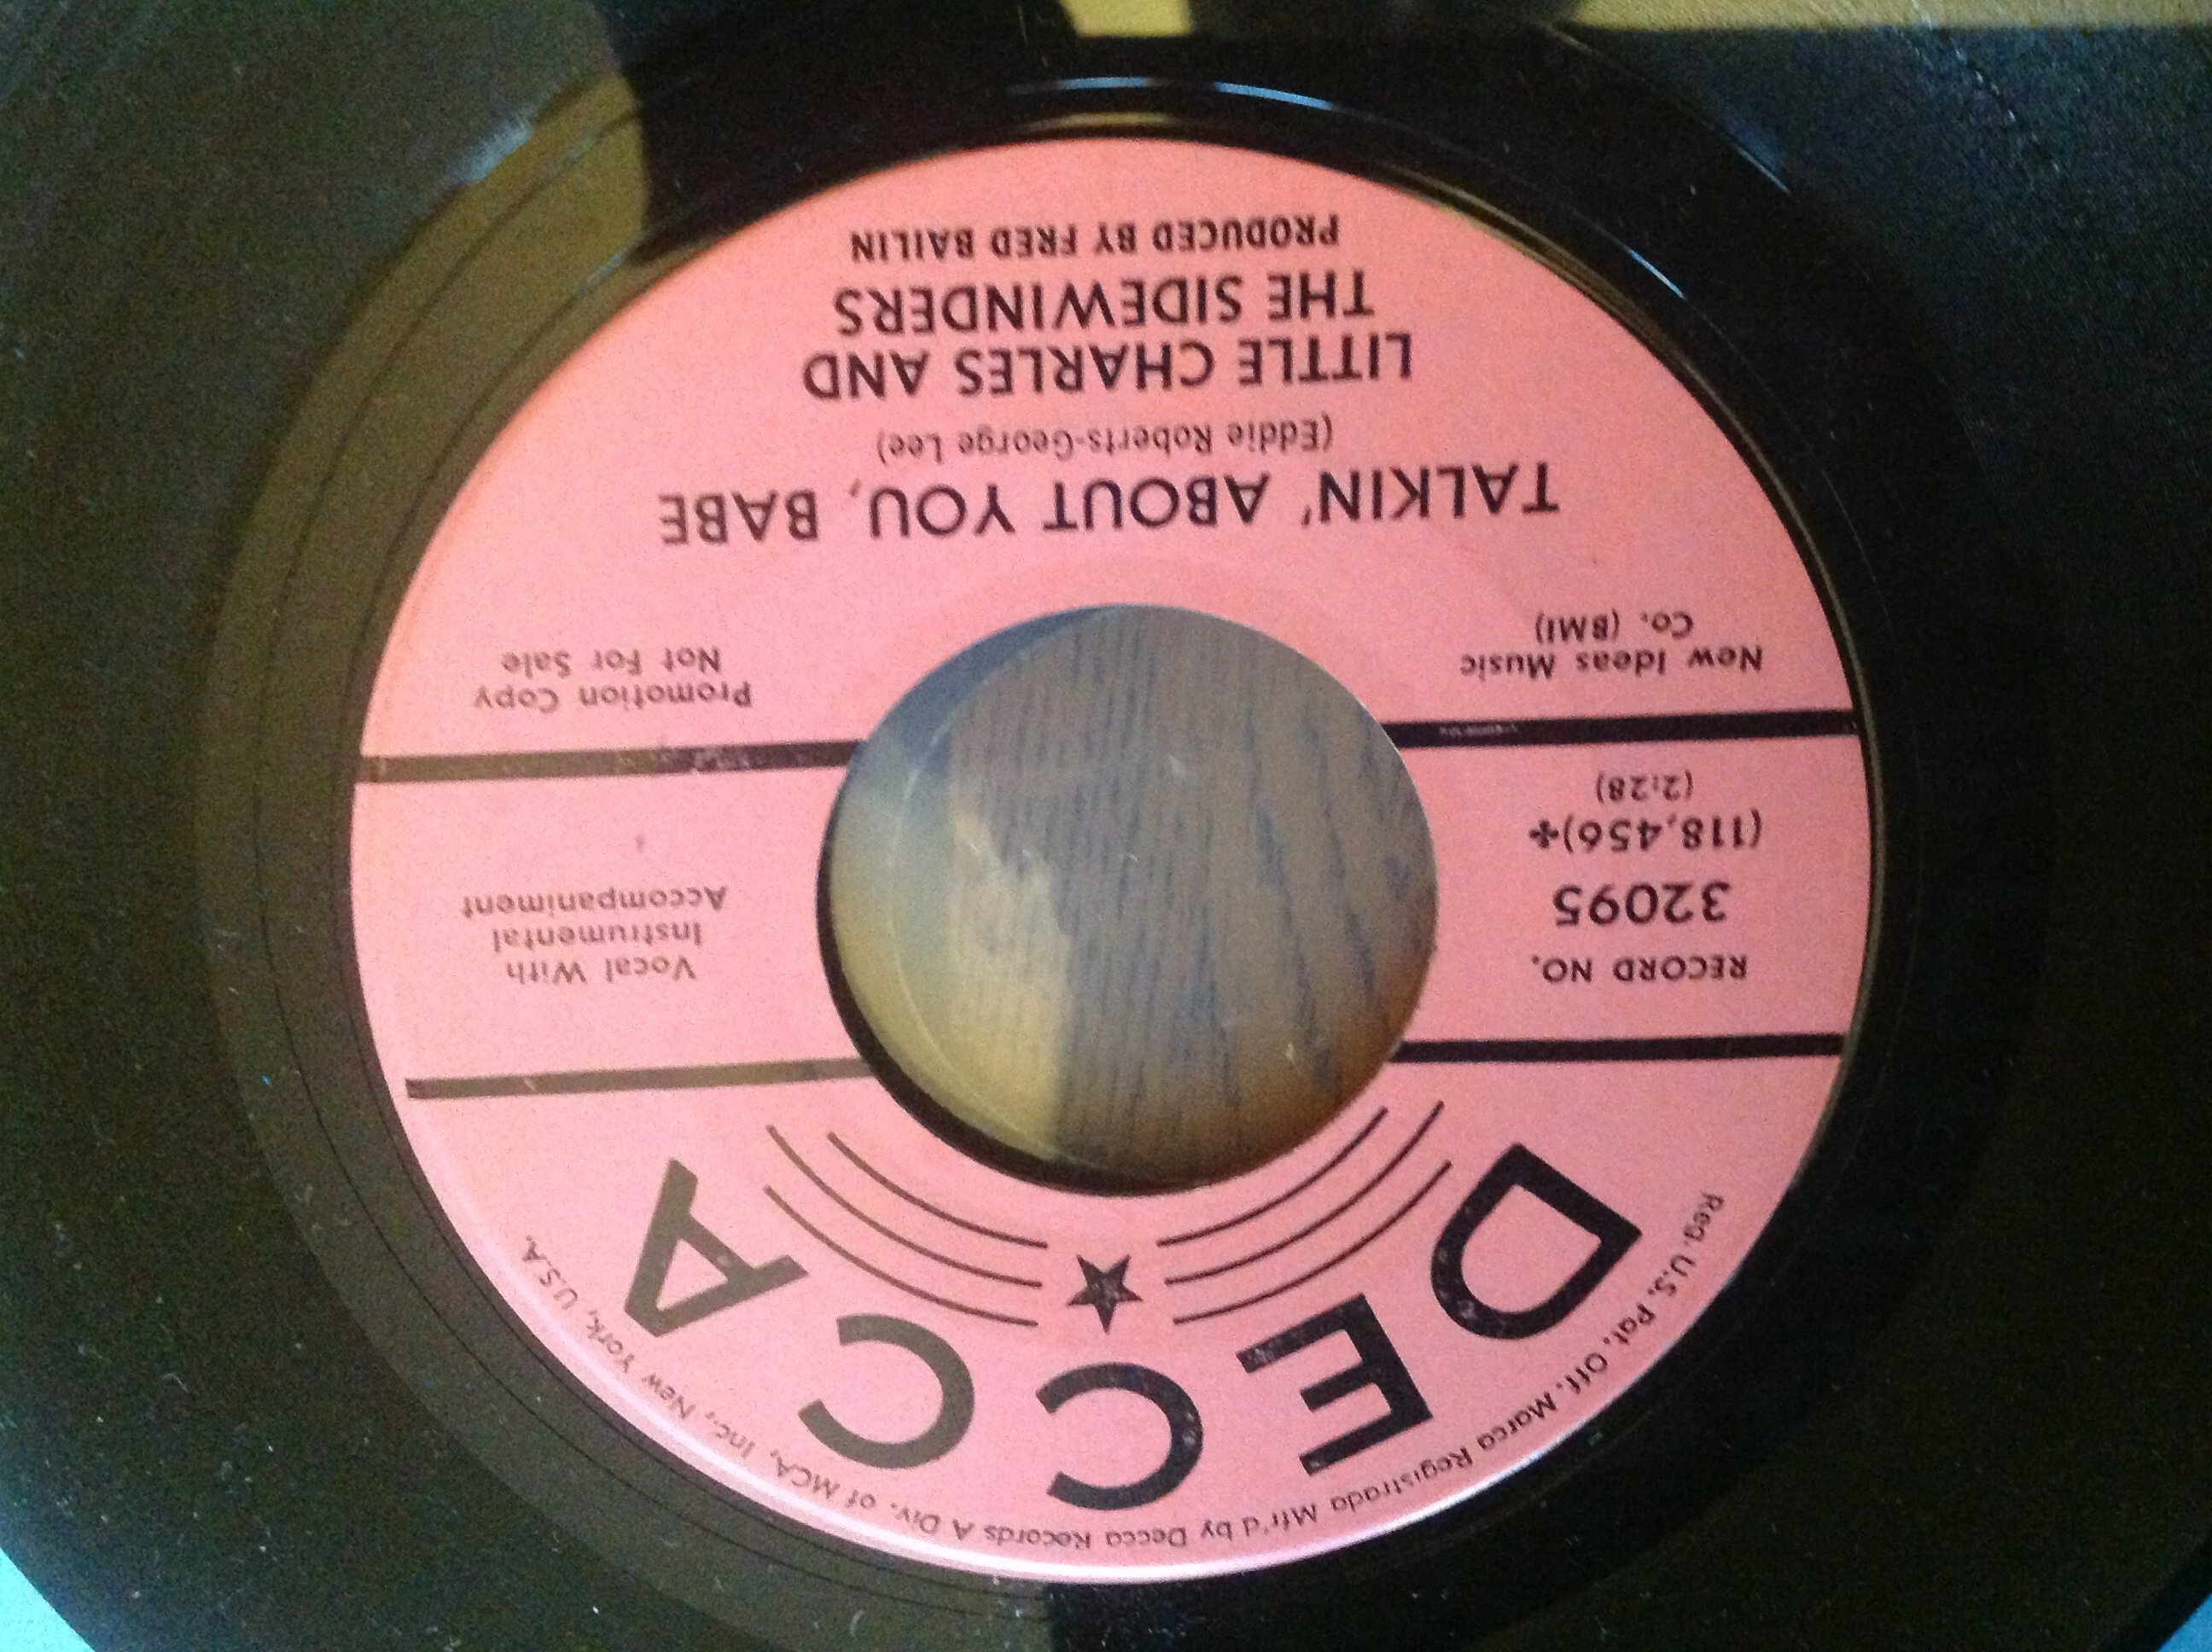 Reg. U.S. Pat. Off. Marca Registrada Mfr'd by Decca Records A Div. of MCA, Inc., New York, U.S.A.
DECCA
RECORD NO.
32095
(118,456)✤
(2:28)
Vocal With
Instrumental
Accompaniment
New Ideas Music
Co. (BMI)
Promotion Copy
Not For Sale
TALKIN' ABOUT YOU, BABE
(Eddie Roberts-George Lee)
LITTLE CHARLES AND
THE SIDEWINDERS
PRODUCED BY FRED BAILIN